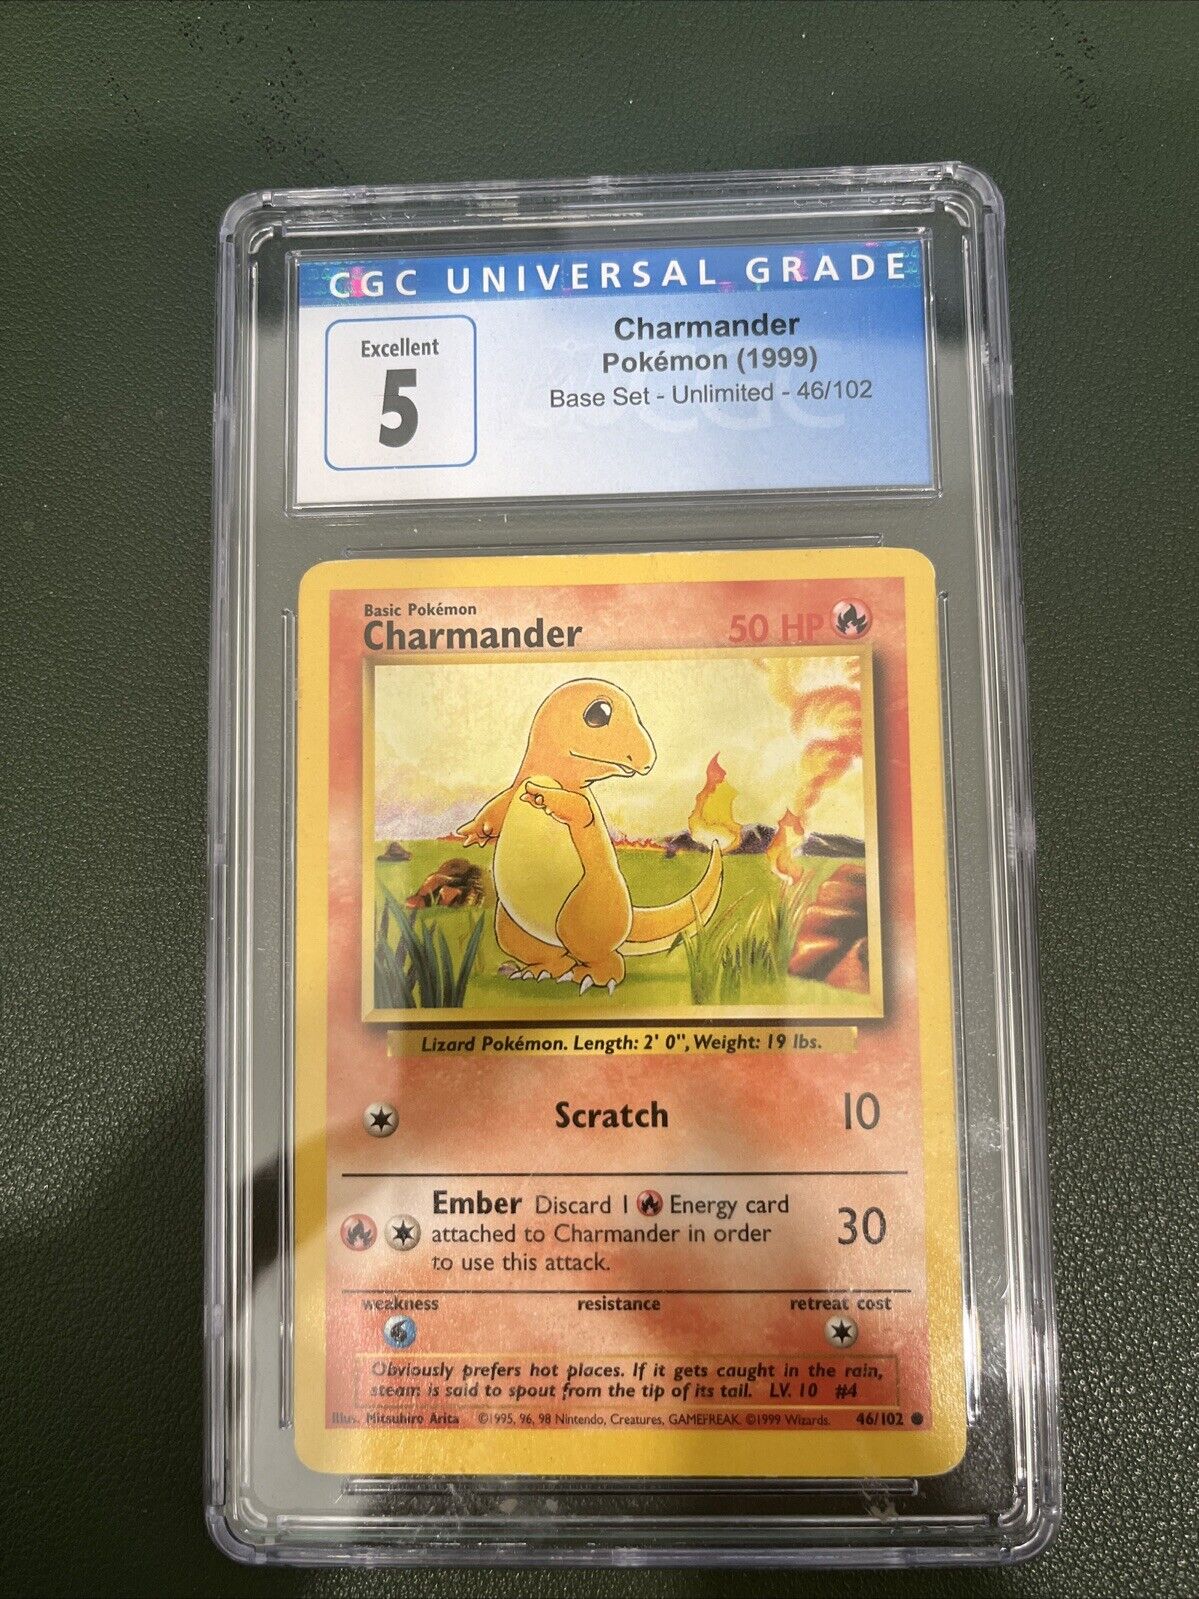 CGC UNIVERSAL GRADE
Excellent
5
Charmander
Pokémon (1999)
Base Set - Unlimited - 46/102
Basic Pokémon
Charmander 50 HP
Lizard Pokémon. Length: 2' 0", Weight: 19 lbs.
Scratch 10
Ember Discard 1 Energy card
attached to Charmander in order
to use this attack.
30
weakness resistance retreat cost
Obviously prefers hot places. If it gets caught in the rain,
steam is said to spout from the tip of its tail. LV. 10 #4
Illus. Mitsuhiro Arita ©1995, 96, 98 Nintendo, Creatures, GAMEFREAK. ©1999 Wizards. 46/102